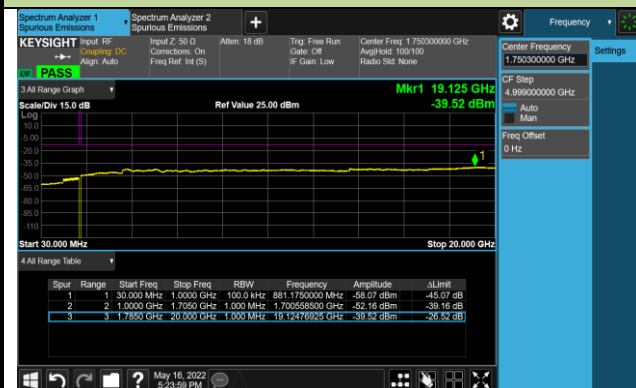 Spectrum Analyzer 1
Spurious Emissions
Spectrum Analyzer 2
Spurious Emissions
+
Frequency
KEYSIGHT
Input: RF
Coupling: DC
Align: Auto
Input Z: 50 Ω
Corrections: On
Freq Ref: Int (S)
Atten: 18 dB
Trig: Free Run
Gate: Off
IF Gain: Low
Center Freq: 1.750300000 GHz
Avg|Hold: 100/100
Radio Std: None
PASS
Center Frequency
1.750300000 GHz
Settings
CF Step
4.999000000 GHz
Auto
Man
Freq Offset
0 Hz
3 All Range Graph
Mkr1 19.125 GHz
Scale/Div 15.0 dB
Ref Value 25.00 dBm
-39.52 dBm
Log
10.0
-5.00
-20.0
-35.0
-50.0
-65.0
-80.0
-95.0
-110
1
Start 30.000 MHz
Stop 20.000 GHz
4 All Range Table
Spur Range Start Freq Stop Freq RBW Frequency Amplitude ΔLimit
1 1 30.000 MHz 1.0000 GHz 100.0 kHz 881.1750000 MHz -58.07 dBm -45.07 dB
2 2 1.0000 GHz 1.7050 GHz 1.000 MHz 1.700558500 GHz -52.16 dBm -39.16 dB
3 3 1.7850 GHz 20.000 GHz 1.000 MHz 19.12476925 GHz -39.52 dBm -26.52 dB
?
May 16, 2022
5:23:59 PM